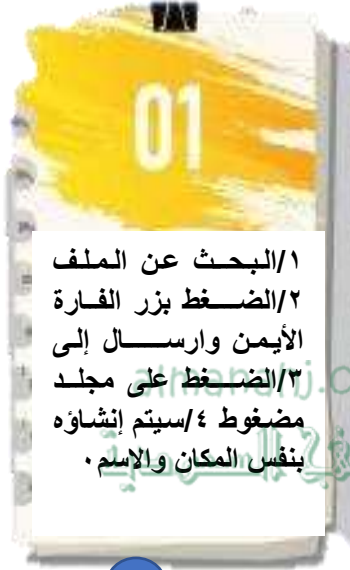 01
١/البحث عن الملف
٢/الضغط بزر الفارة
الأيمن وارسال إلى
٣/الضغط على مجلد
مضغوط ٤/سيتم إنشاؤه
بنفس المكان والاسم٠